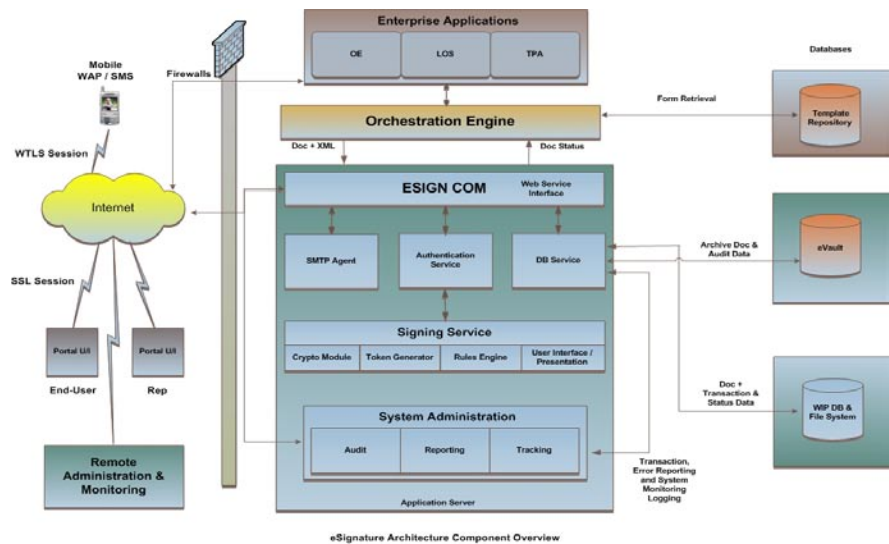 Enterprise Applications
OE
LOS
TPA
Databases
Mobile
WAP / SMS
Firewalls
Form Retrieval
Template
Repository
Orchestration Engine
Doc + XML
Doc Status
WTLS Session
ESIGN COM
Web Service
Interface
Internet
SMTP Agent
Authentication
Service
DB Service
Archive Doc &
Audit Data
eVault
SSL Session
Signing Service
Crypto Module
Token Generator
Rules Engine
User Interface /
Presentation
Portal U/I
Portal U/I
End-User
Rep
Doc +
Transaction &
Status Data
WIP DB &
File System
System Administration
Audit
Reporting
Tracking
Remote
Administration &
Monitoring
Transaction,
Error Reporting
and System
Monitoring
Logging
Application Server
eSignature Architecture Component Overview